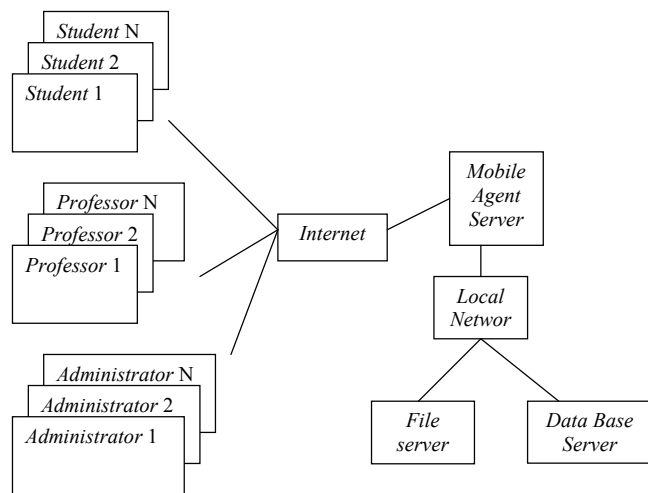 Student N
Student 2
Student 1
Professor N
Professor 2
Professor 1
Administrator N
Administrator 2
Administrator 1
Internet
Mobile
Agent
Server
Local
Networ
File
server
Data Base
Server